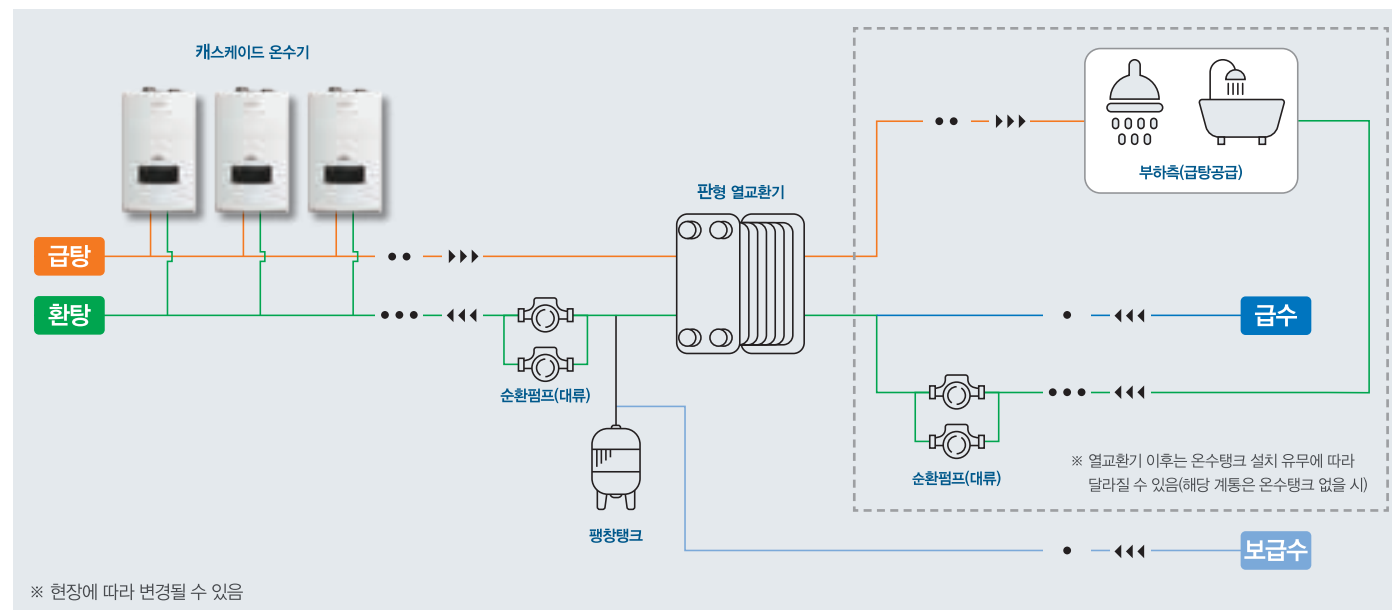 캐스케이드 온수기
부하측(급탕공급)
판형 열교환기
급탕
환탕
급수
순환펌프(대류)
순환펌프(대류)
※ 열교환기 이후는 온수탱크 설치 유무에 따라
달라질 수 있음(해당 계통은 온수탱크 없을 시)
팽창탱크
보급수
※ 현장에 따라 변경될 수 있음